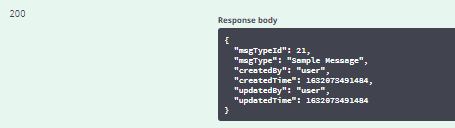 200
Response body
{
"msgTypeId": 21,
"msgType": "Sample Message",
"createdBy": "user",
"createdTime": 1632073491484,
"updatedBy": "user",
"updatedTime": 1632073491484
}